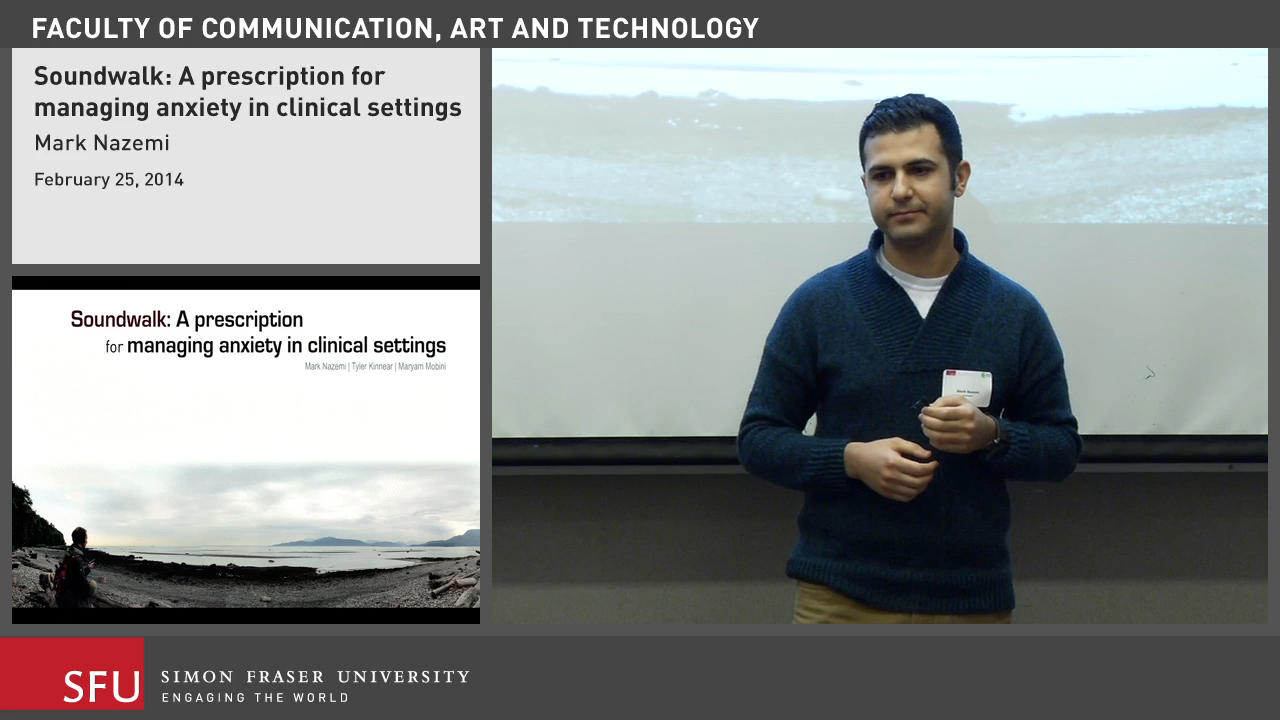 FACULTY OF COMMUNICATION, ART AND TECHNOLOGY
Soundwalk: A prescription for
managing anxiety in clinical settings
Mark Nazemi
February 25, 2014
Soundwalk: A prescription
for managing anxiety in clinical settings
Mark Nazemi | Tyler Kinnear | Maryam Mobini
SFU SIMON FRASER UNIVERSITY
ENGAGING THE WORLD